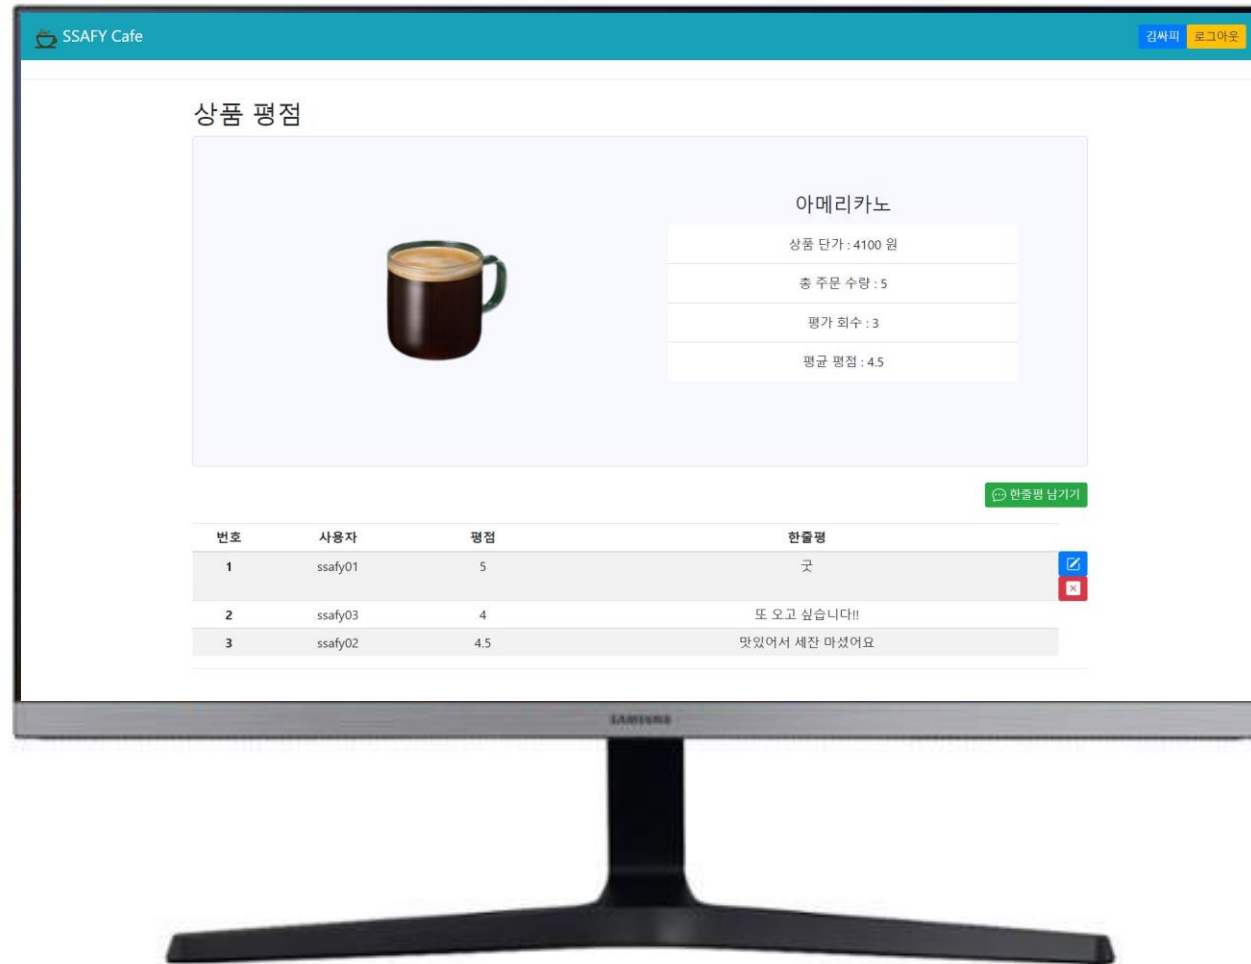 SSAFY Cafe 김싸피 로그아웃
상품 평점
아메리카노
상품 단가 : 4100 원
총 주문 수량 : 5
평가 회수 : 3
평균 평점 : 4.5
한줄평 남기기
번호 사용자 평점 한줄평
1 ssafy01 5 굿
2 ssafy03 4 또 오고 싶습니다!!
3 ssafy02 4.5 맛있어서 세잔 마셨어요
SAMSUNG